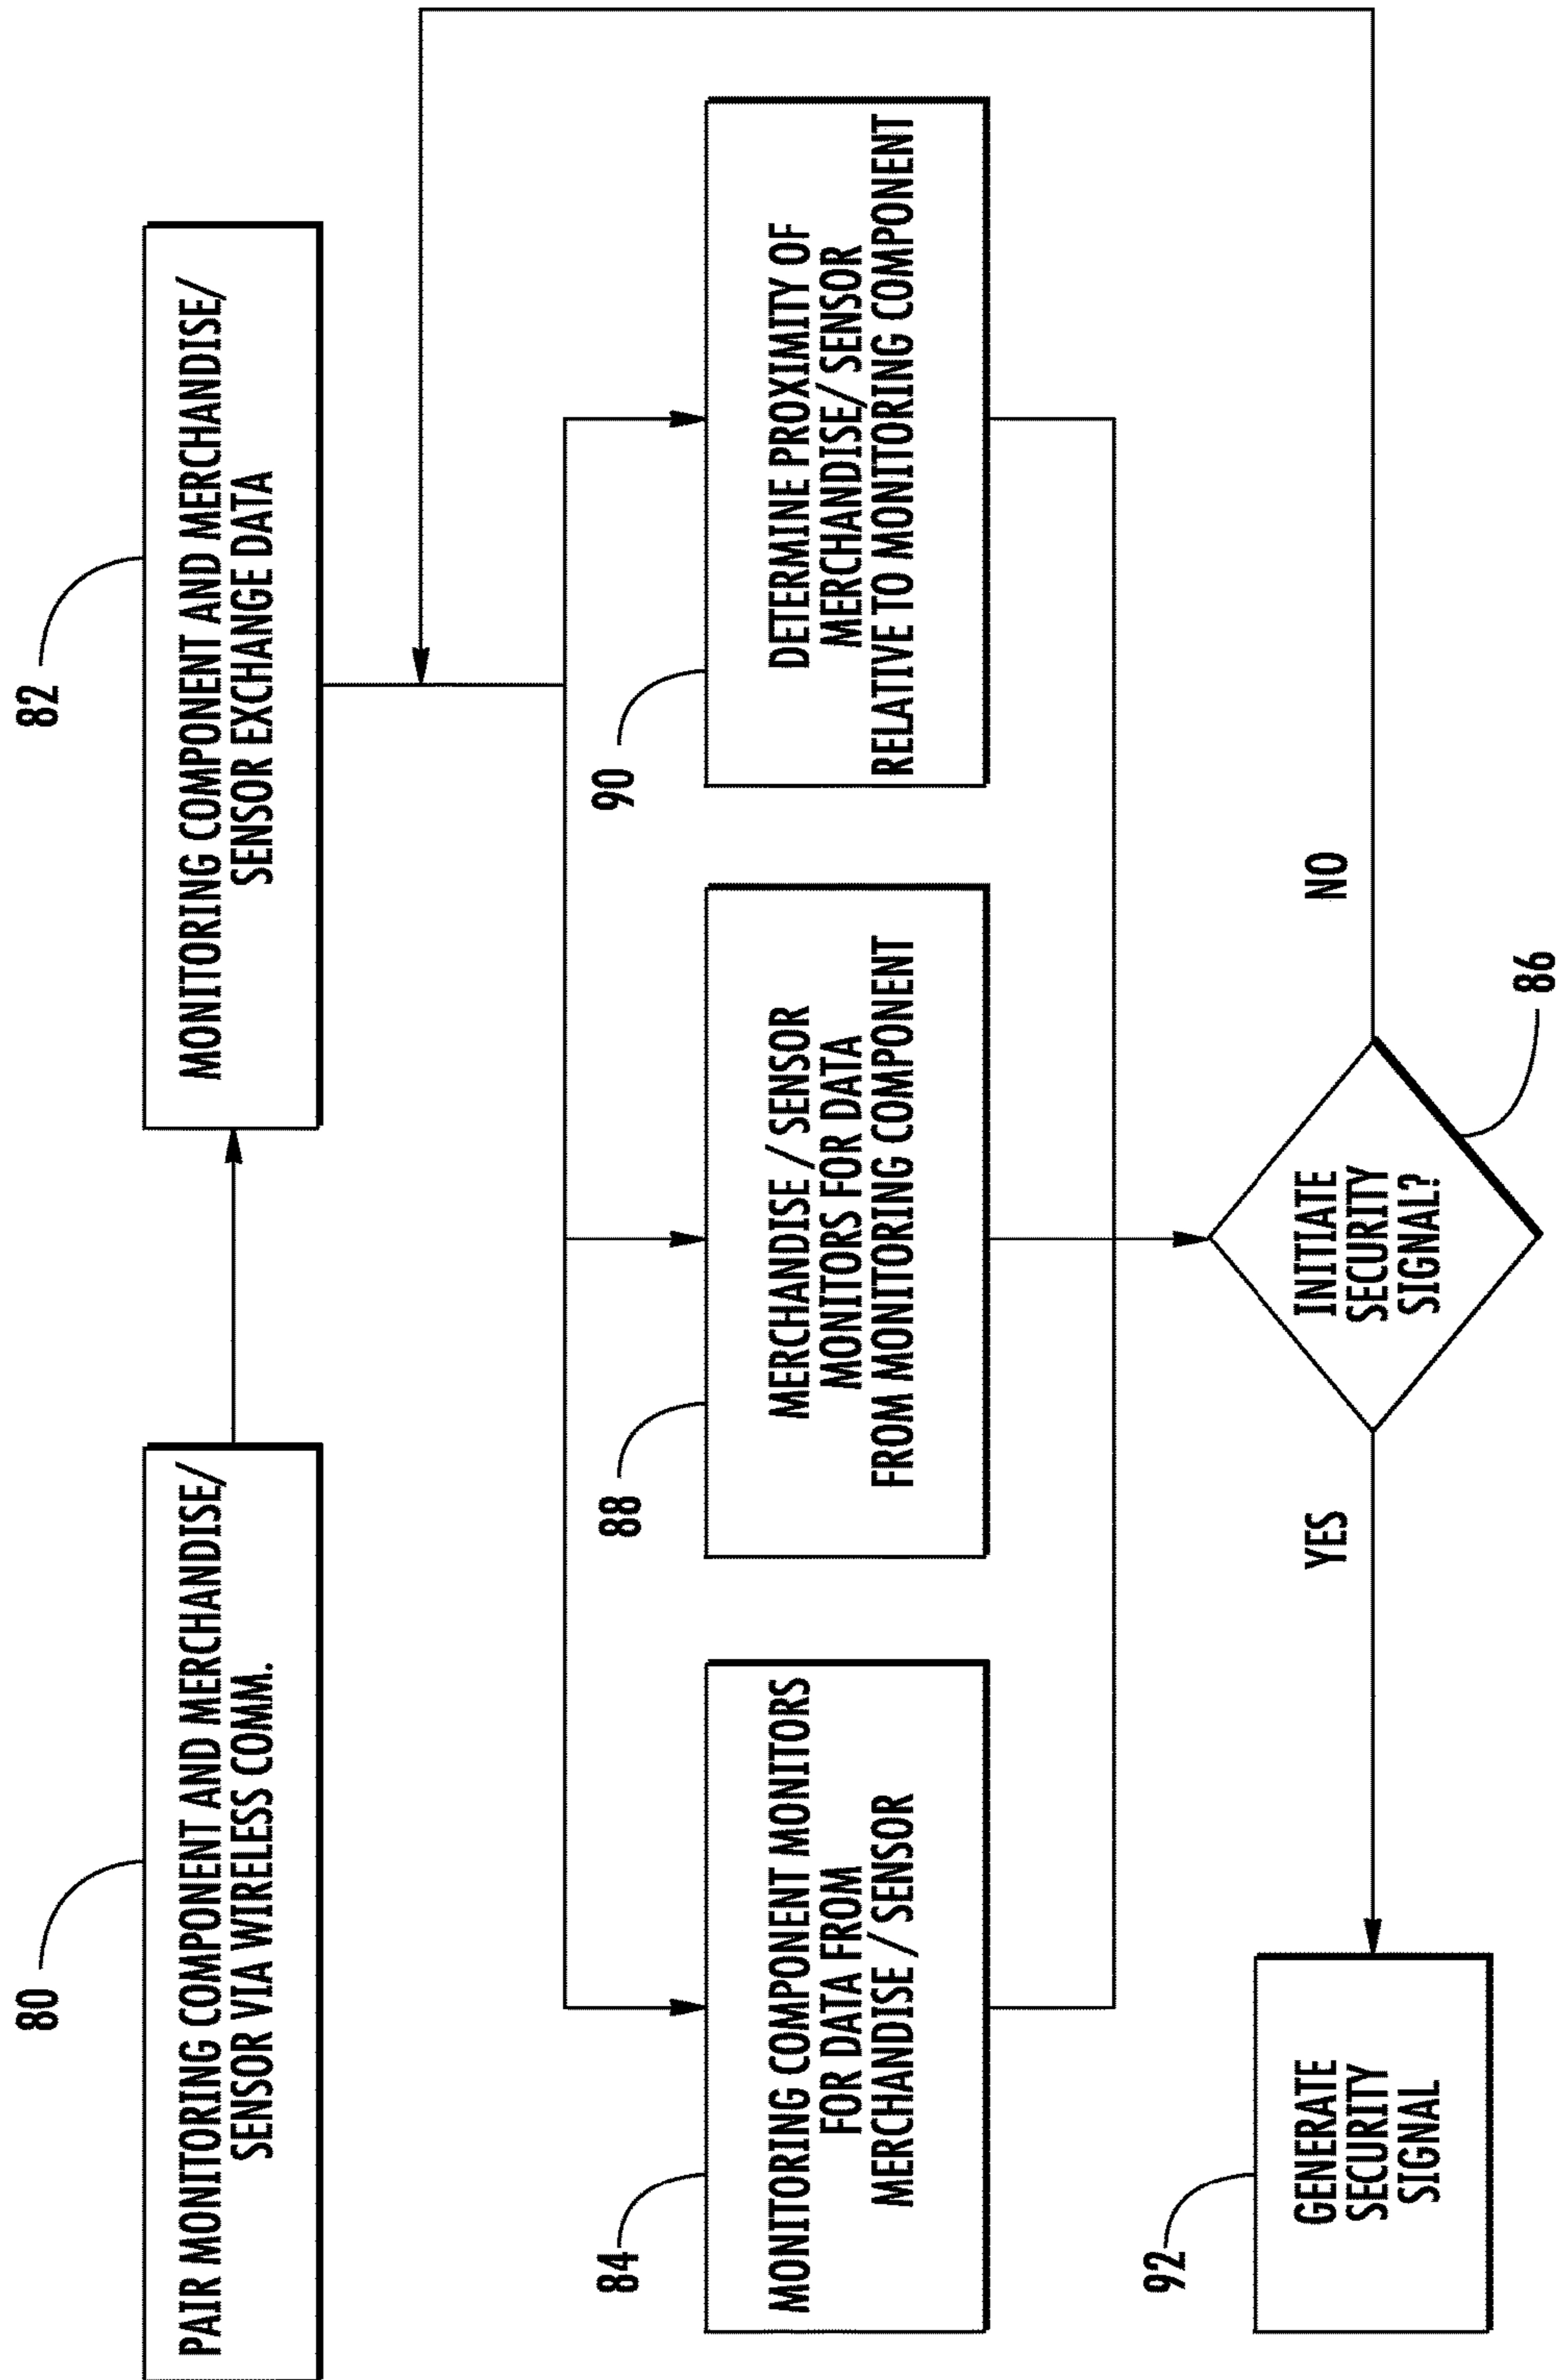 80
PAIR MONITORING COMPONENT AND MERCHANDISE/
SENSOR VIA WIRELESS COMM.
82
MONITORING COMPONENT AND MERCHANDISE/
SENSOR EXCHANGE DATA
84
MONITORING COMPONENT MONITORS
FOR DATA FROM
MERCHANDISE / SENSOR
88
MERCHANDISE / SENSOR
MONITORS FOR DATA
FROM MONITORING COMPONENT
90
DETERMINE PROXIMITY OF
MERCHANDISE/ SENSOR
RELATIVE TO MONITORING COMPONENT
92
GENERATE
SECURITY
SIGNAL
YES
INITIATE
SECURITY
SIGNAL?
NO
86